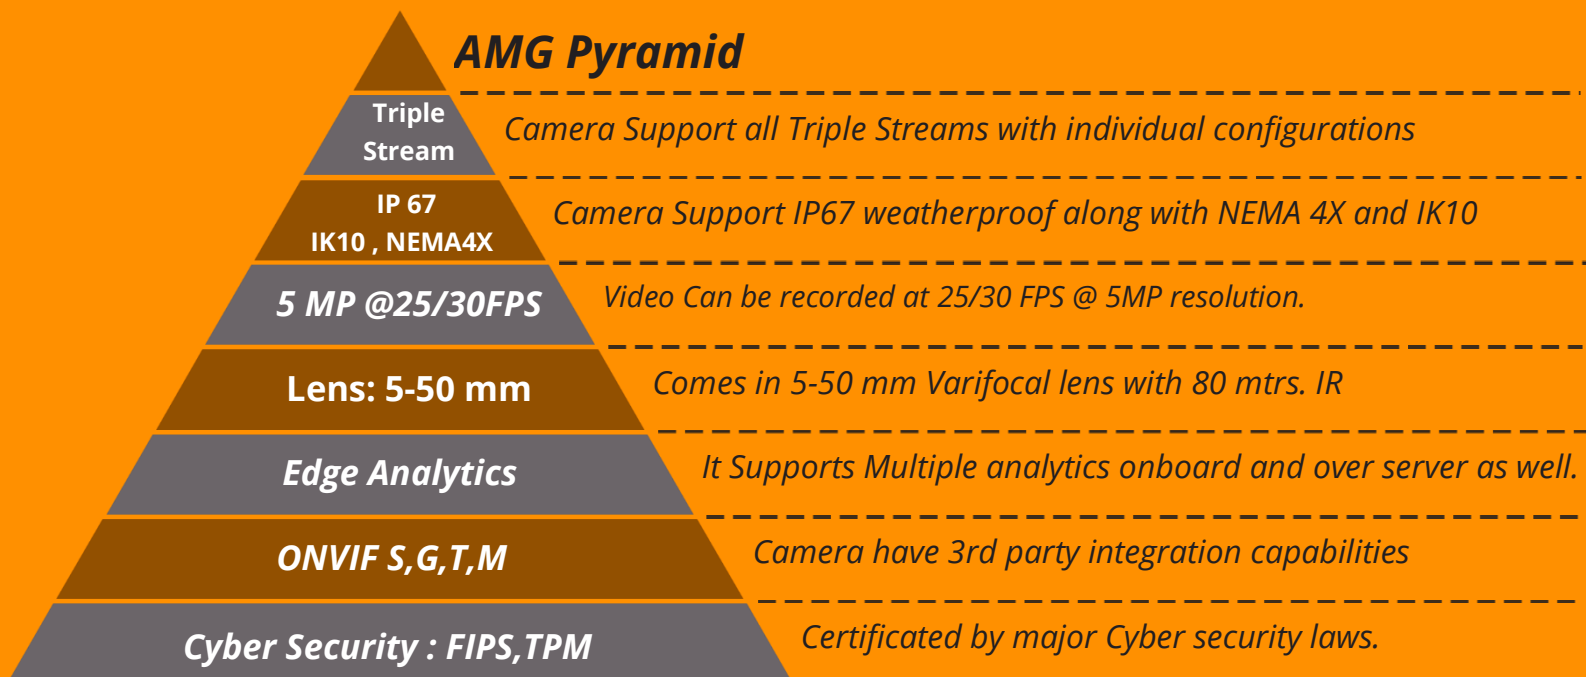 AMG Pyramid
Triple
Stream
Camera Support all Triple Streams with individual configurations
IP 67
IK10 , NEMA4X
Camera Support IP67 weatherproof along with NEMA 4X and IK10
5 MP @25/30FPS
Video Can be recorded at 25/30 FPS @ 5MP resolution.
Lens: 5-50 mm
Comes in 5-50 mm Varifocal lens with 80 mtrs. IR
Edge Analytics
It Supports Multiple analytics onboard and over server as well.
ONVIF S,G,T,M
Camera have 3rd party integration capabilities
Cyber Security : FIPS,TPM
Certificated by major Cyber security laws.